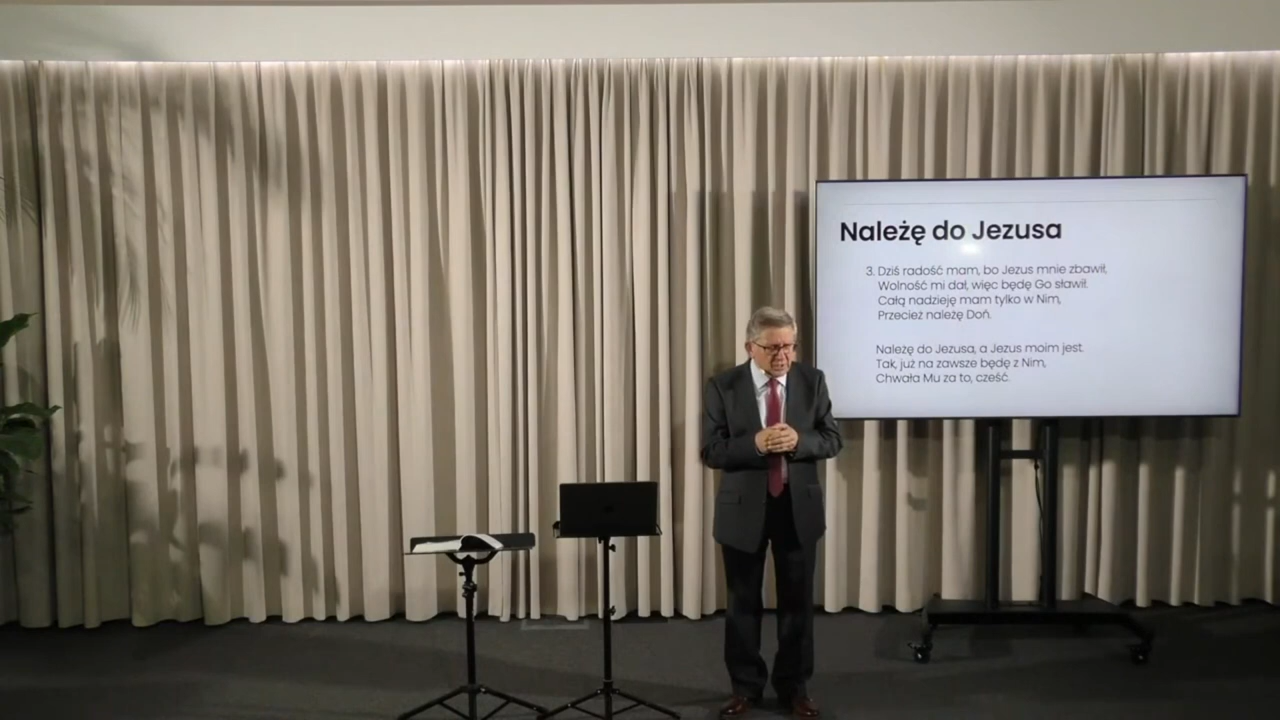 Należę do Jezusa
3. Dziś radość mam, bo Jezus mnie zbawił,
Wolność mi dał, więc będę Go sławił.
Całą nadzieję mam tylko w Nim,
Przecież należę Doń.
Należę do Jezusa, a Jezus moim jest.
Tak, już na zawsze będę z Nim,
Chwała Mu za to, cześć.